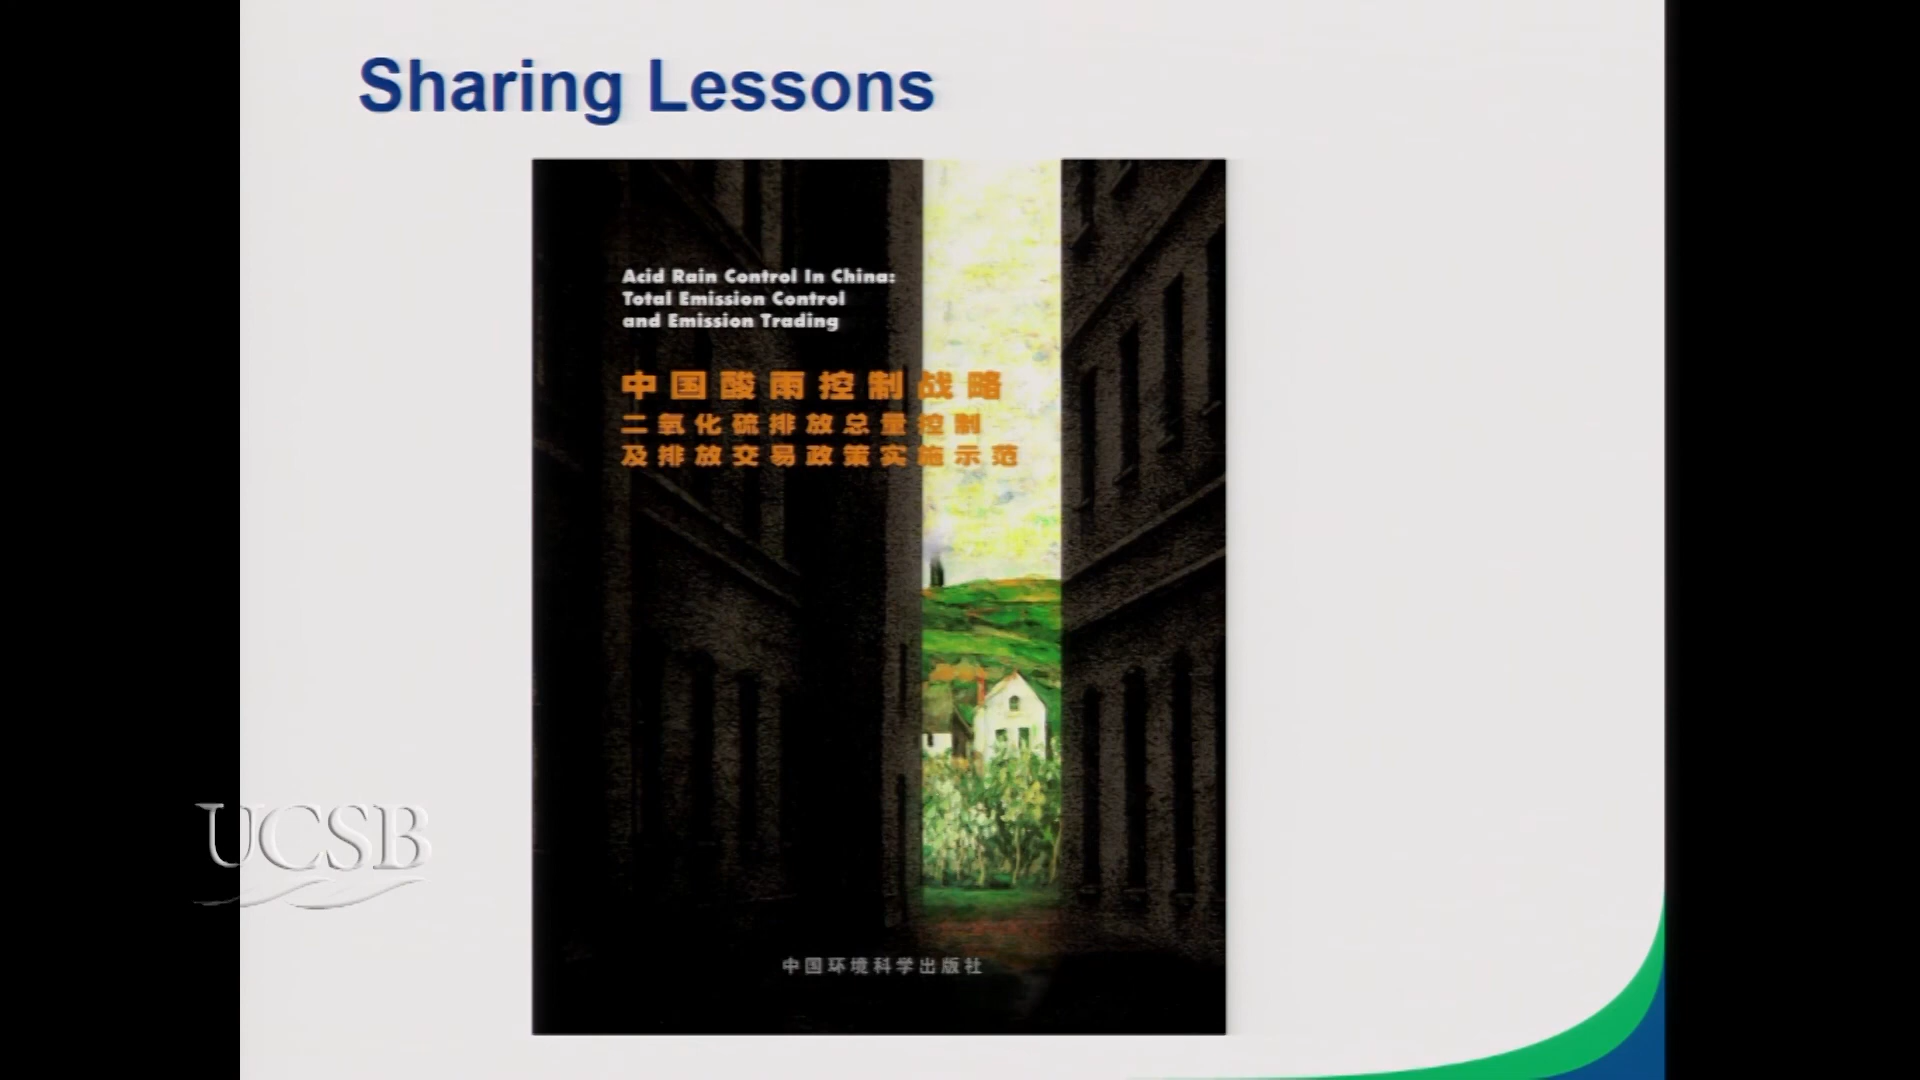 Sharing Lessons
Acid Rain Control In China:
Total Emission Control
and Emission Trading
中国酸雨控制战略
二氧化硫排放总量控制
及排放交易政策实施示范
中国环境科学出版社
UCSB